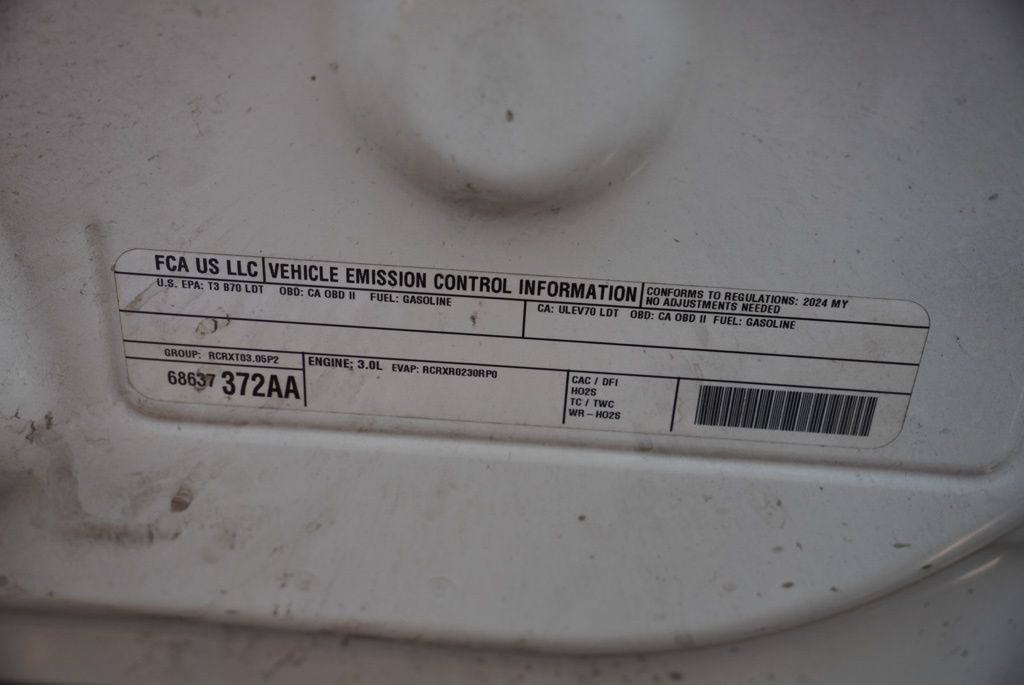 FCA US LLC VEHICLE EMISSION CONTROL INFORMATION CONFORMS TO REGULATIONS: 2024 MY
NO ADJUSTMENTS NEEDED
U.S. EPA: T3 B70 LDT OBD: CA OBD II FUEL: GASOLINE
CA: ULEV70 LDT OBD: CA OBD II FUEL: GASOLINE
GROUP: RCRXT03.05P2
68637 372AA
ENGINE: 3.0L EVAP: RCRXR0230RP0
CAC / DFI
HO2S
TC / TWC
WR – HO2S